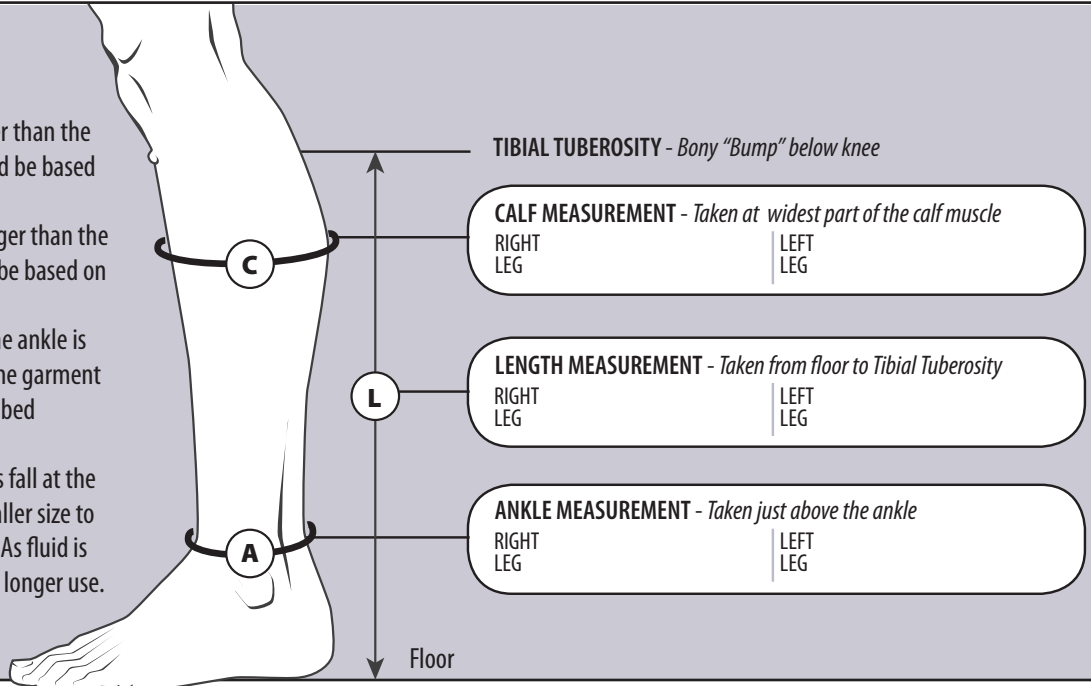 er than the
d be based
ger than the
be based on
he ankle is
he garment
bed
s fall at the
ller size to
As fluid is
longer use.
TIBIAL TUBEROSITY - Bony “Bump” below knee
CALF MEASUREMENT - Taken at widest part of the calf muscle
RIGHT LEFT
LEG LEG
C
LENGTH MEASUREMENT - Taken from floor to Tibial Tuberosity
RIGHT LEFT
LEG LEG
L
ANKLE MEASUREMENT - Taken just above the ankle
RIGHT LEFT
LEG LEG
A
Floor